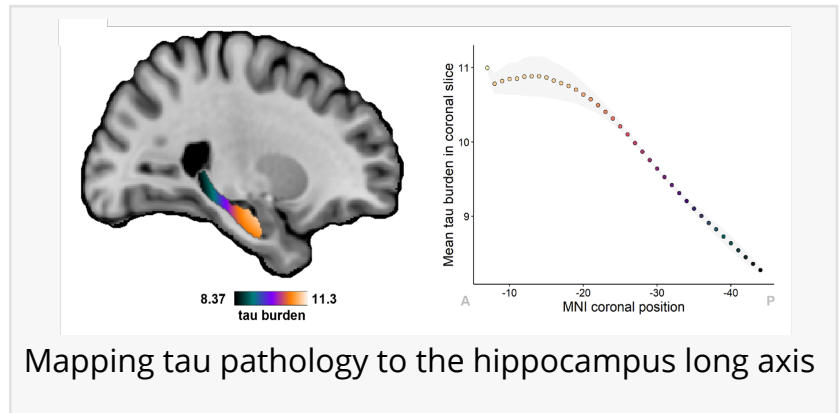 8.37 11.3
tau burden
Mean tau burden in coronal slice
11
10
9
A -10 -20 -30 -40 P
MNI coronal position
Mapping tau pathology to the hippocampus long axis